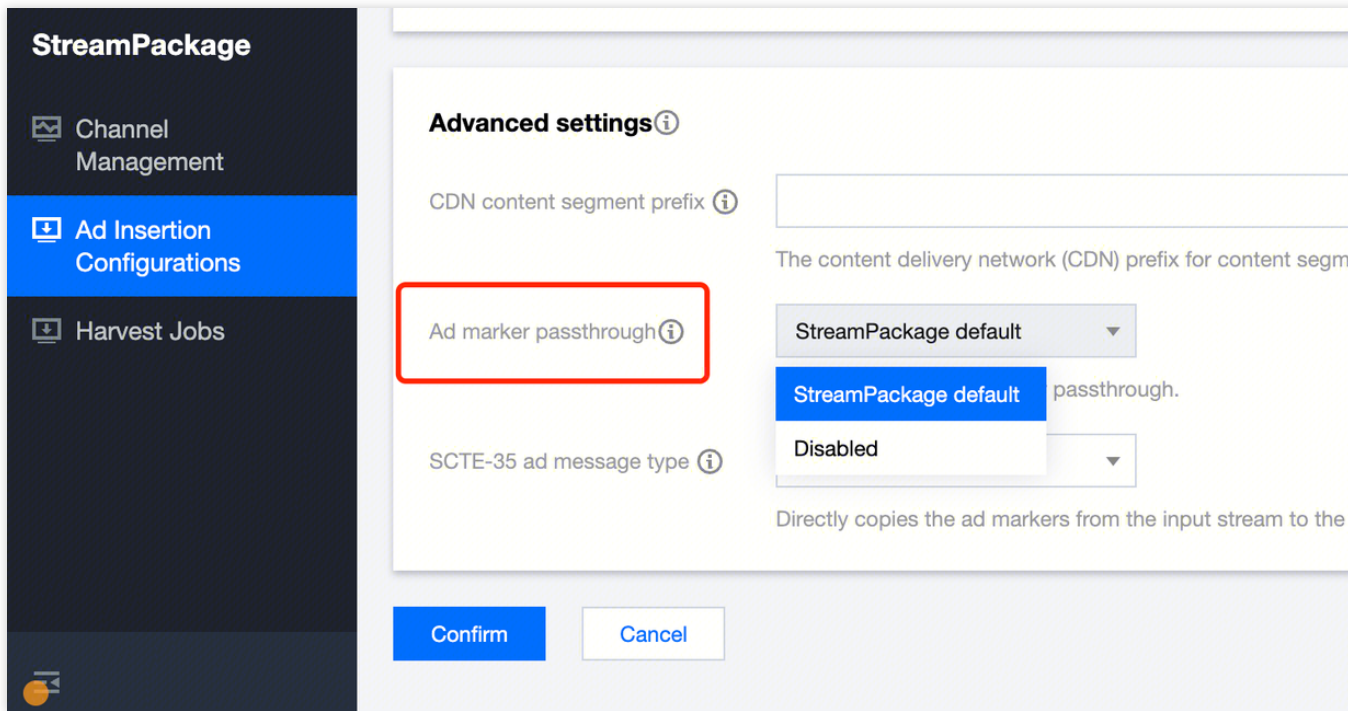 StreamPackage
Channel
Management
Ad Insertion
Configurations
Harvest Jobs
Advanced settings
CDN content segment prefix
The content delivery network (CDN) prefix for content segm
Ad marker passthrough
StreamPackage default
StreamPackage default
passthrough.
Disabled
SCTE-35 ad message type
Directly copies the ad markers from the input stream to the
Confirm
Cancel